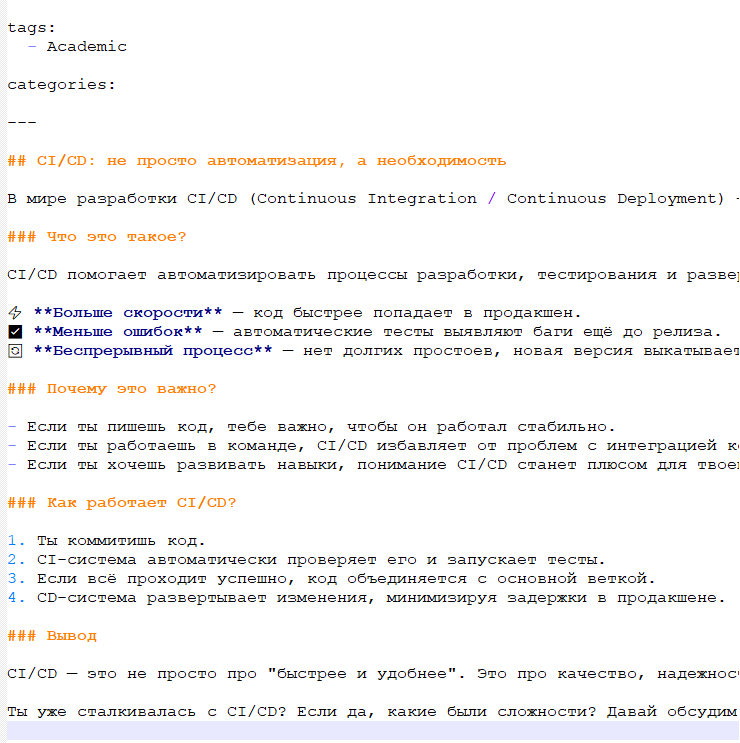 tags:
  - Academic
categories:
---
## CI/CD: не просто автоматизация, а необходимость
В мире разработки CI/CD (Continuous Integration / Continuous Deployment)
### Что это такое?
CI/CD помогает автоматизировать процессы разработки, тестирования и
⚡ **Больше скорости** — код быстрее попадает в продакшен.
✅ **Меньше ошибок** — автоматические тесты выявляют баги ещё до релиза.
🔄 **Беспрерывный процесс** — нет долгих простоев, новая версия
### Почему это важно?
- Если ты пишешь код, тебе важно, чтобы он работал стабильно.
- Если ты работаешь в команде, CI/CD избавляет от проблем с интеграцией
- Если ты хочешь развивать навыки, понимание CI/CD станет плюсом для
### Как работает CI/CD?
1. Ты коммитишь код.
2. CI-система автоматически проверяет его и запускает тесты.
3. Если всё проходит успешно, код объединяется с основной веткой.
4. CD-система развертывает изменения, минимизируя задержки в продакшене.
### Вывод
CI/CD — это не просто про "быстрее и удобнее". Это про качество,
Ты уже сталкивалась с CI/CD? Если да, какие были сложности? Давай обсудим